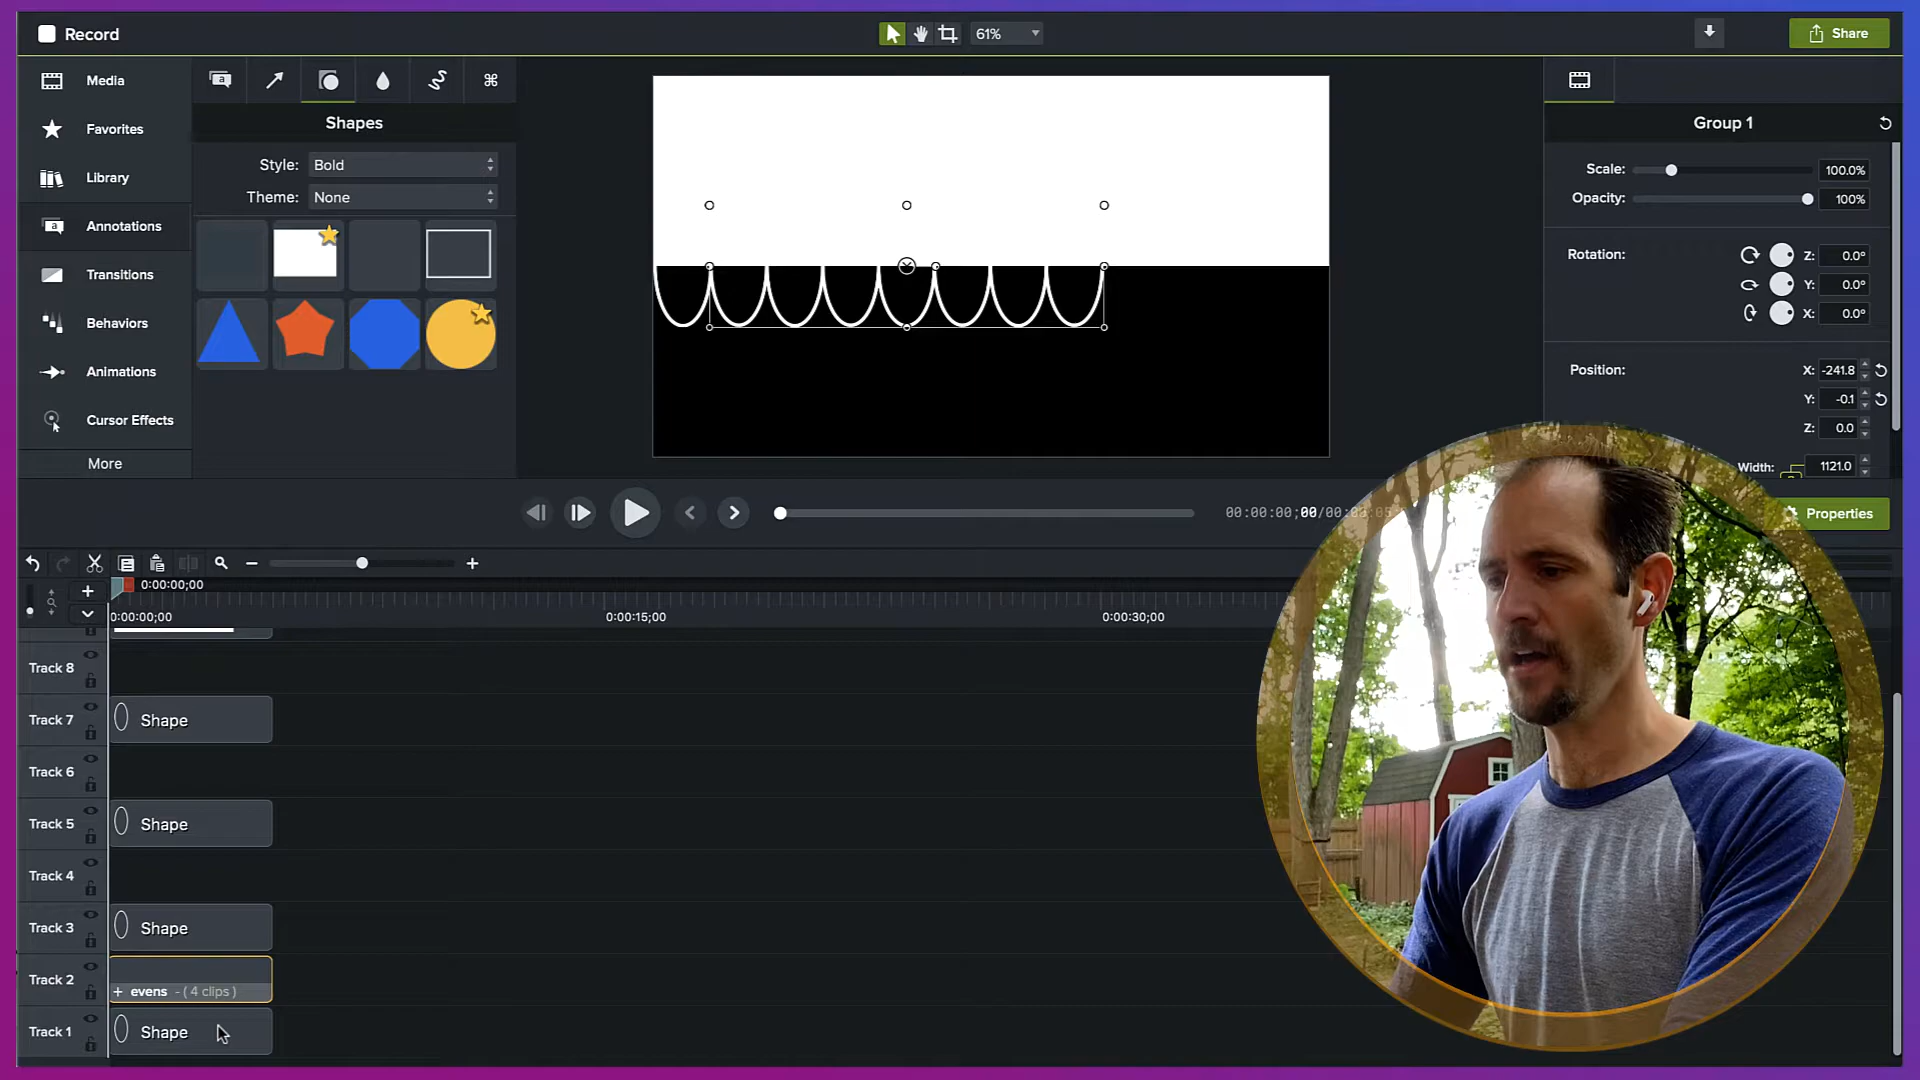 Record
61%
Share
Media
Favorites
Library
Annotations
Transitions
Behaviors
Animations
Cursor Effects
More
a
Shapes
Style: Bold
Theme: None
Group 1
Scale: 100.0%
Opacity: 100%
Rotation: Z: 0.0°
Y: 0.0°
X: 0.0°
Position: X: -241.8
Y: -0.1
Z: 0.0
Width: 1121.0
Properties
00:00:00;00/00:
0:00:00;00
0:00:00;00
0:00:15;00
0:00:30;00
Track 8
Track 7
Shape
Track 6
Track 5
Shape
Track 4
Track 3
Shape
Track 2
+ evens - ( 4 clips )
Track 1
Shape